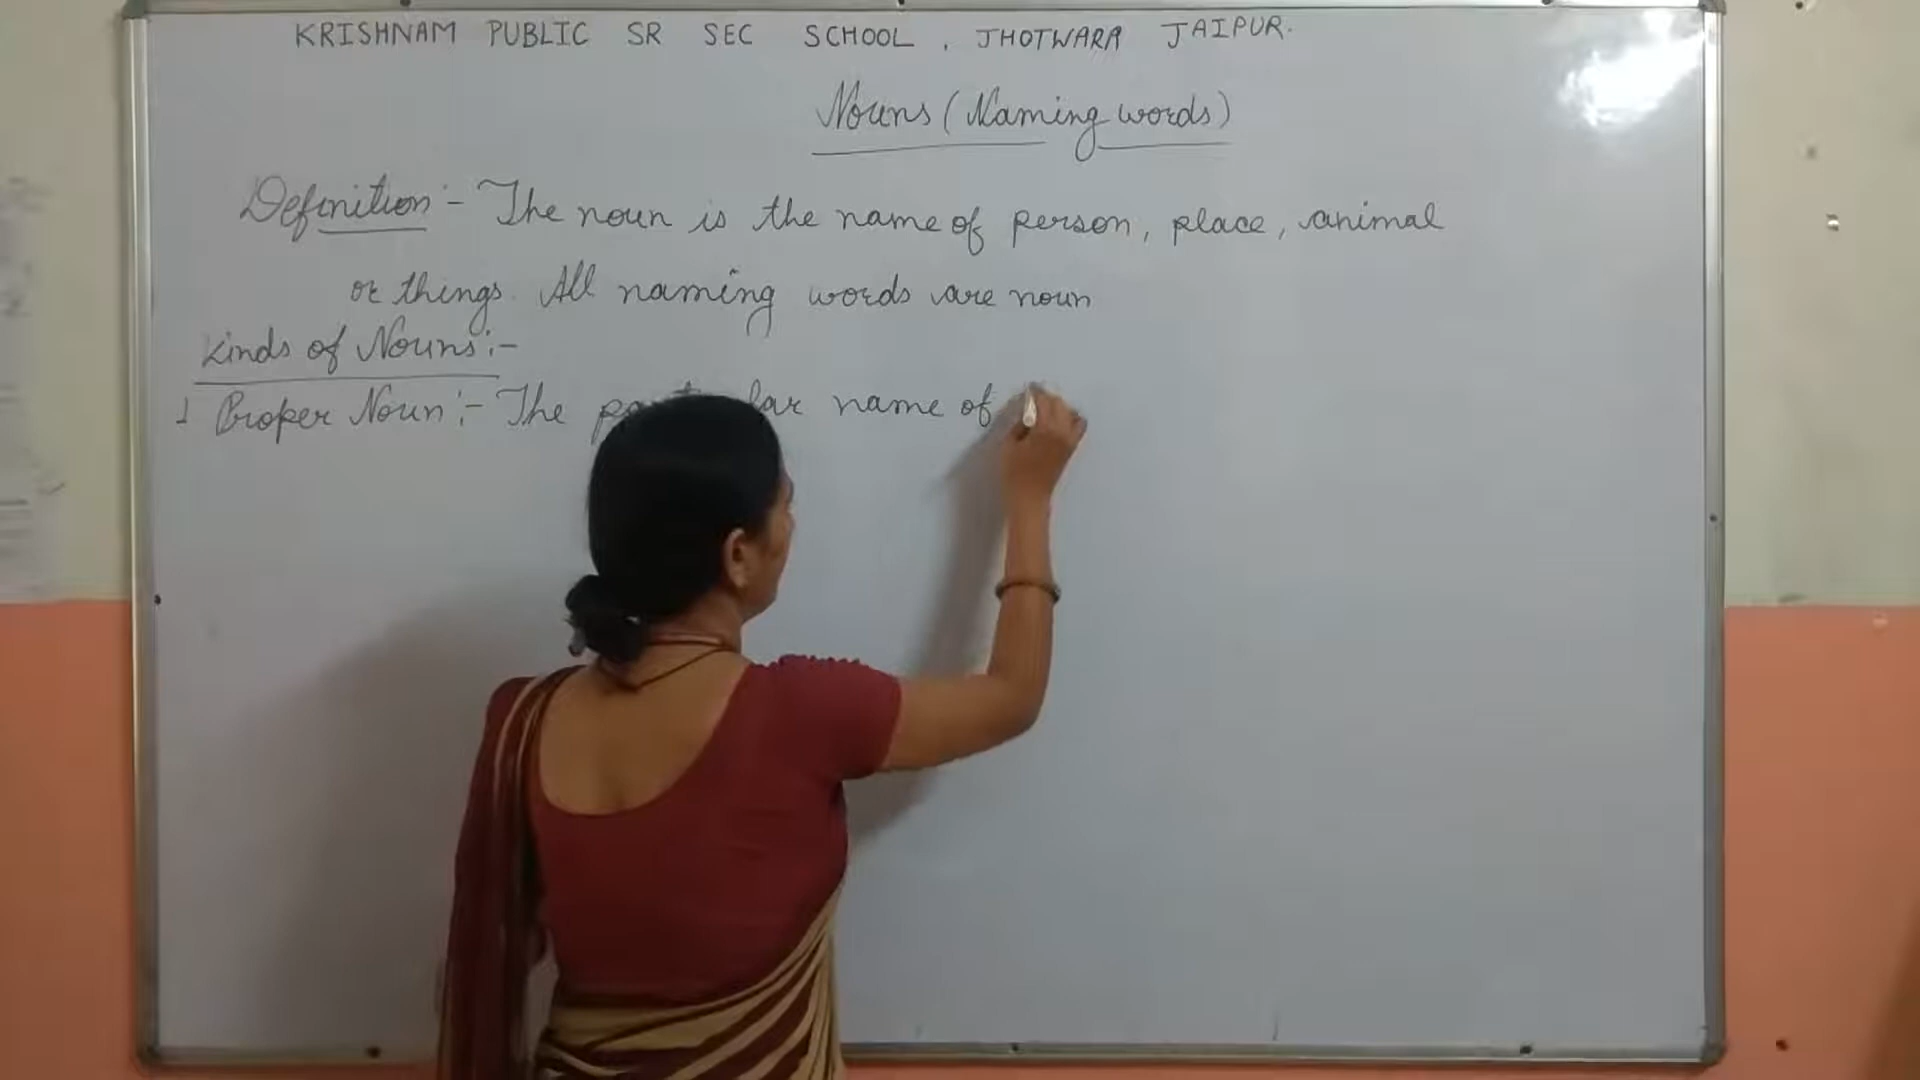 KRISHNAM PUBLIC SR SEC SCHOOL , JHOTWARA JAIPUR.
Nouns (Naming words)
Definition :- The noun is the name of person, place, animal
or things. All naming words are noun
Kinds of Nouns :-
1 Proper Noun :- The name of